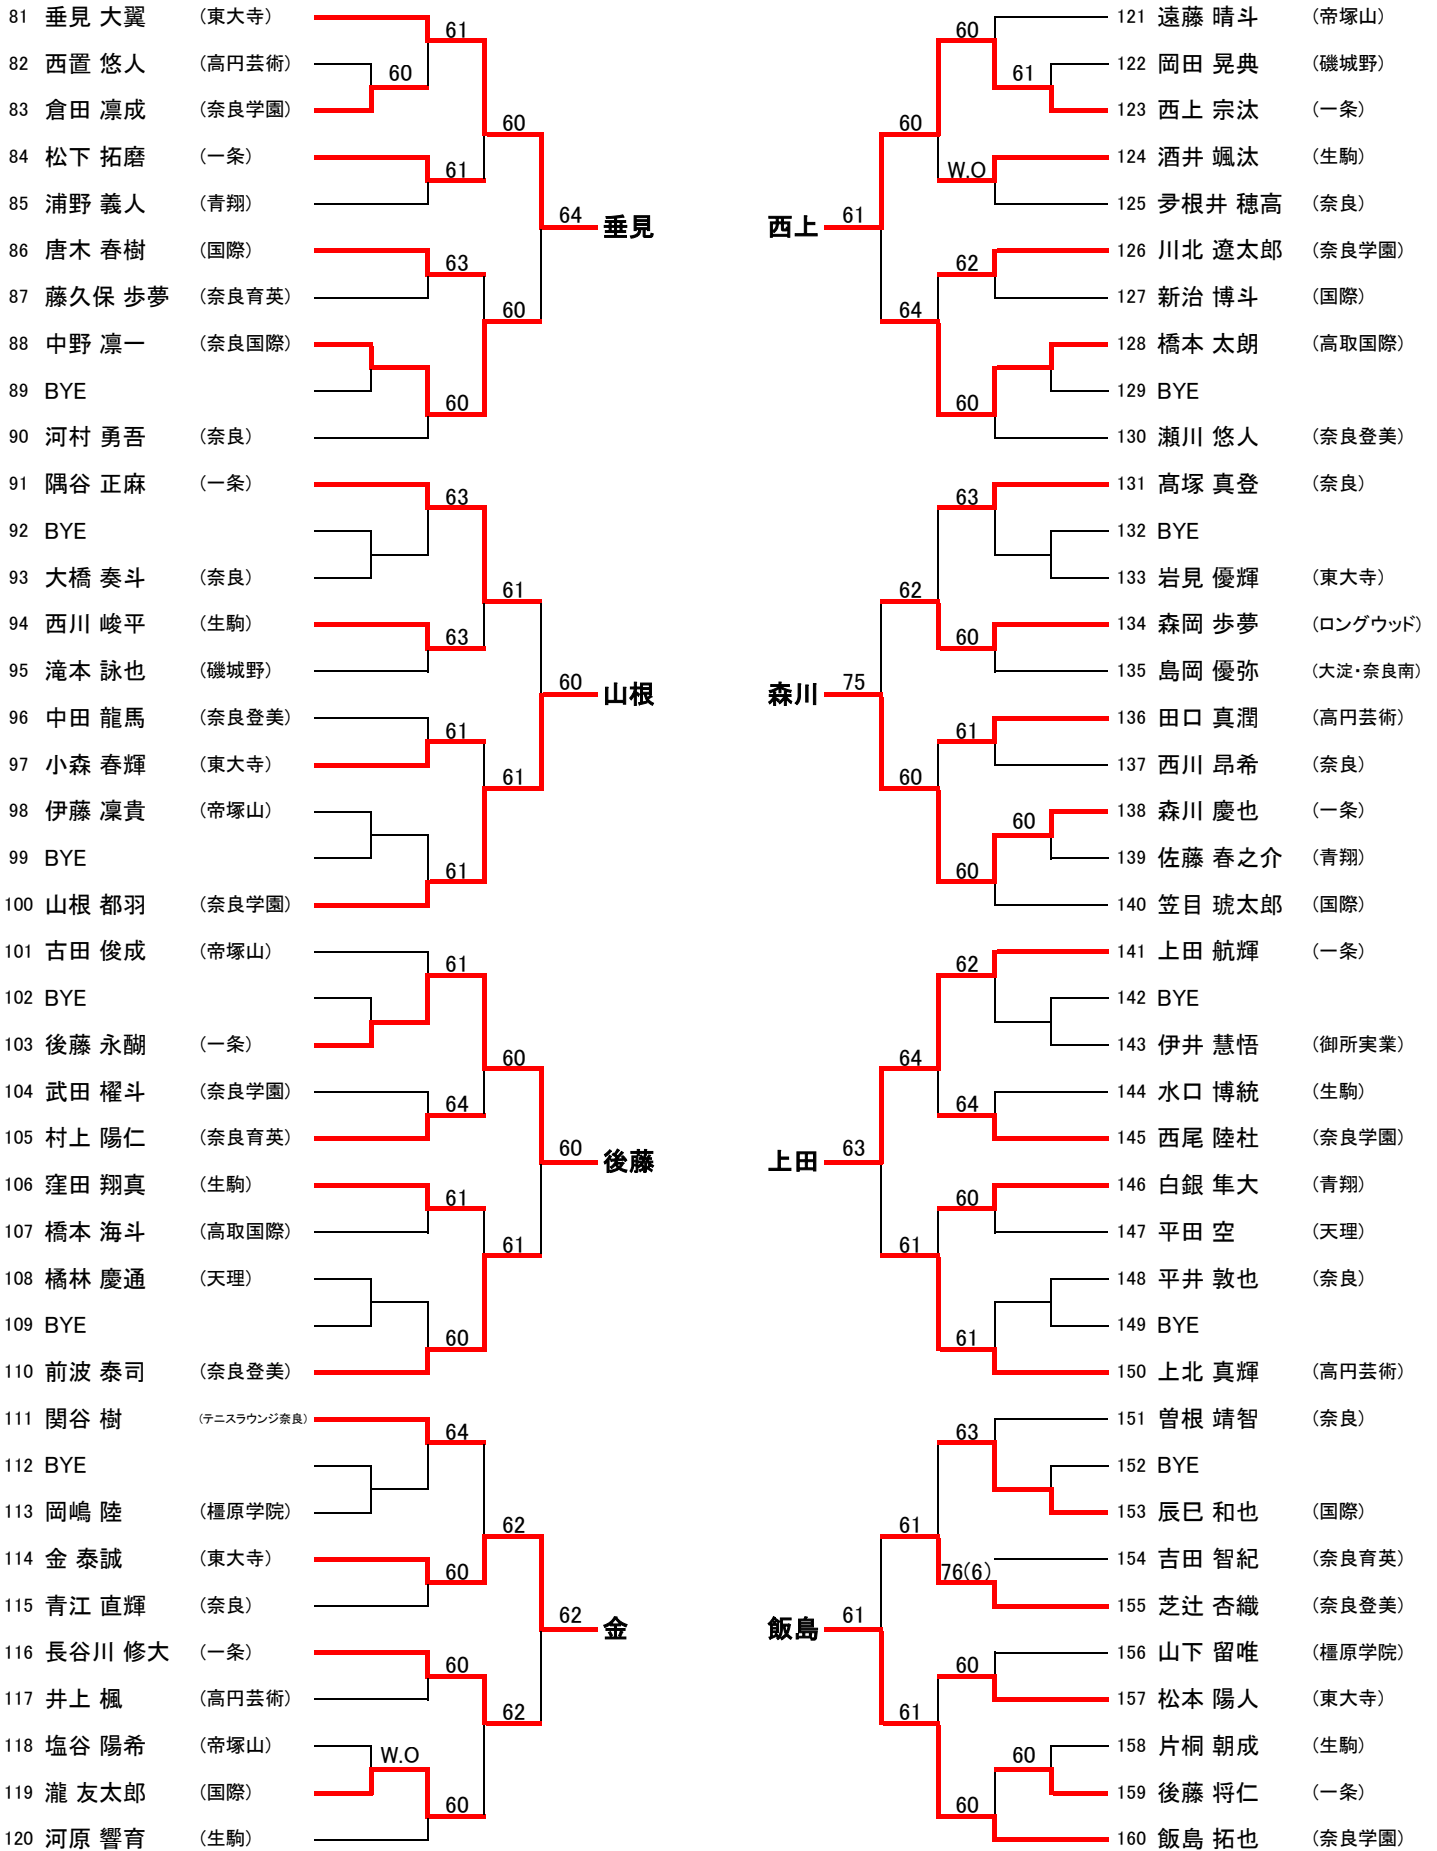 81 垂見 大翼 (東大寺)
61
82 西置 悠人 (高円芸術)
60
83 倉田 凛成 (奈良学園)
60
84 松下 拓磨 (一条)
61
85 浦野 義人 (青翔)
64 垂見
86 唐木 春樹 (国際)
63
87 藤久保 歩夢 (奈良育英)
60
88 中野 凛一 (奈良国際)
89 BYE
60
90 河村 勇吾 (奈良)
91 隅谷 正麻 (一条)
63
92 BYE
93 大橋 奏斗 (奈良)
61
94 西川 峻平 (生駒)
63
95 滝本 詠也 (磯城野)
60 山根
96 中田 龍馬 (奈良登美)
61
97 小森 春輝 (東大寺)
61
98 伊藤 凜貴 (帝塚山)
99 BYE
61
100 山根 都羽 (奈良学園)
101 古田 俊成 (帝塚山)
61
102 BYE
103 後藤 永醐 (一条)
60
104 武田 櫂斗 (奈良学園)
64
105 村上 陽仁 (奈良育英)
60 後藤
106 窪田 翔真 (生駒)
61
107 橋本 海斗 (高取国際)
61
108 橘林 慶通 (天理)
109 BYE
60
110 前波 泰司 (奈良登美)
111 関谷 樹 (テニスラウンジ奈良)
64
112 BYE
113 岡嶋 陸 (橿原学院)
62
114 金 泰誠 (東大寺)
60
115 青江 直輝 (奈良)
62 金
116 長谷川 修大 (一条)
60
117 井上 楓 (高円芸術)
62
118 塩谷 陽希 (帝塚山)
W.O
119 瀧 友太郎 (国際)
60
120 河原 響育 (生駒)
121 遠藤 晴斗 (帝塚山)
60
122 岡田 晃典 (磯城野)
61
123 西上 宗汰 (一条)
60
124 酒井 颯汰 (生駒)
W.O
125 夛根井 穂高 (奈良)
西上 61
126 川北 遼太郎 (奈良学園)
62
127 新治 博斗 (国際)
64
128 橋本 太朗 (高取国際)
129 BYE
60
130 瀬川 悠人 (奈良登美)
131 髙塚 真登 (奈良)
63
132 BYE
133 岩見 優輝 (東大寺)
62
134 森岡 歩夢 (ロングウッド)
60
135 島岡 優弥 (大淀・奈良南)
森川 75
136 田口 真潤 (高円芸術)
61
137 西川 昂希 (奈良)
60
138 森川 慶也 (一条)
60
139 佐藤 春之介 (青翔)
60
140 笠目 琥太郎 (国際)
141 上田 航輝 (一条)
62
142 BYE
143 伊井 慧悟 (御所実業)
64
144 水口 博統 (生駒)
64
145 西尾 陸杜 (奈良学園)
上田 63
146 白銀 隼大 (青翔)
60
147 平田 空 (天理)
61
148 平井 敦也 (奈良)
149 BYE
61
150 上北 真輝 (高円芸術)
151 曽根 靖智 (奈良)
63
152 BYE
153 辰巳 和也 (国際)
61
154 吉田 智紀 (奈良育英)
76(6)
155 芝辻 杏織 (奈良登美)
飯島 61
156 山下 留唯 (橿原学院)
60
157 松本 陽人 (東大寺)
61
158 片桐 朝成 (生駒)
60
159 後藤 将仁 (一条)
60
160 飯島 拓也 (奈良学園)